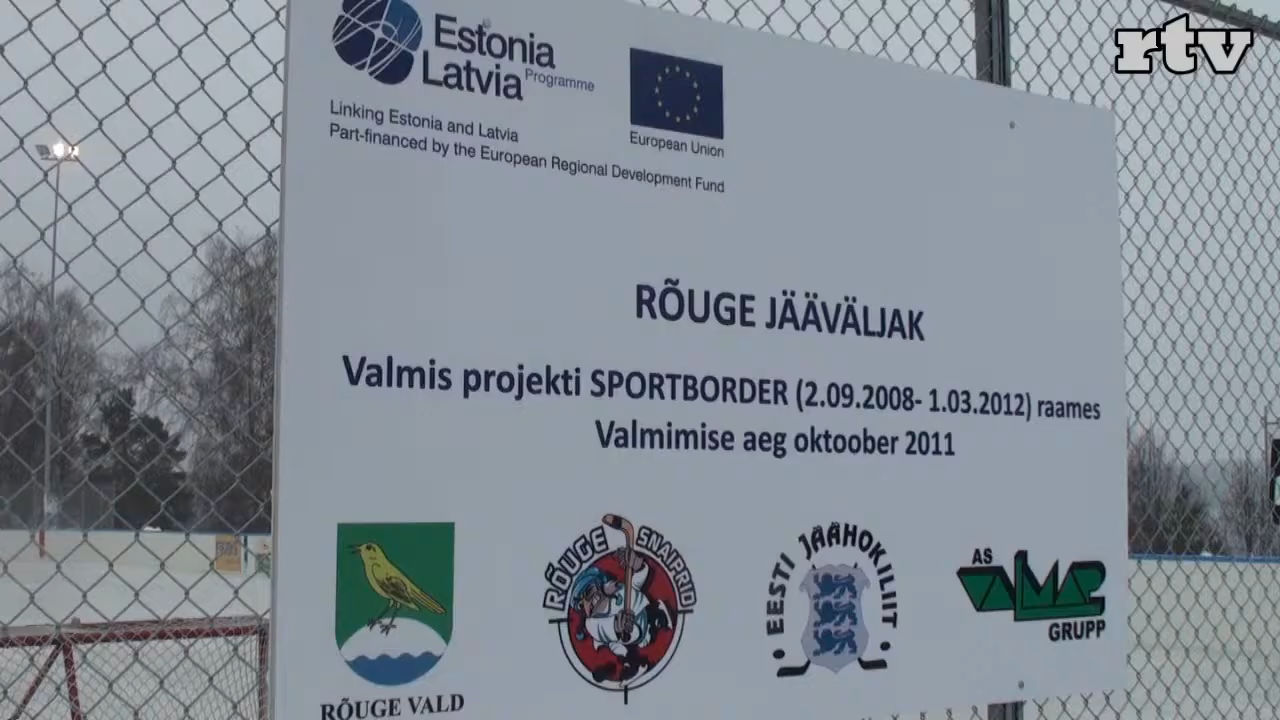 rtv
Estonia
Latvia Programme
European Union
Linking Estonia and Latvia
Part-financed by the European Regional Development Fund
RÕUGE JÄÄVÄLJAK
Valmis projekti SPORTBORDER (2.09.2008- 1.03.2012) raames
Valmimise aeg oktoober 2011
RÕUGE VALD
RÕUGE SNAIPRID
EESTI JÄÄHOKILIIT
AS
VALMAP
GRUPP